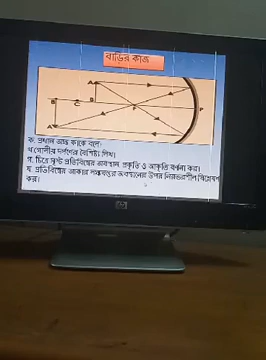 বাড়ির কাজ
A
B
C
B'
F
P
A'
ক. প্রধান অক্ষ কাকে বলে।
খ. গোলীয় দর্পণের বৈশিষ্ট্য লিখ।
গ. চিত্রে সৃষ্ট প্রতিবিম্বের অবস্থান, প্রকৃতি ও আকৃতি বর্ণনা কর।
ঘ. প্রতিবিম্বের আকার লক্ষ্যবস্তুর অবস্থানের উপর নির্ভরশীল বিশ্লেষণ
কর।
hp